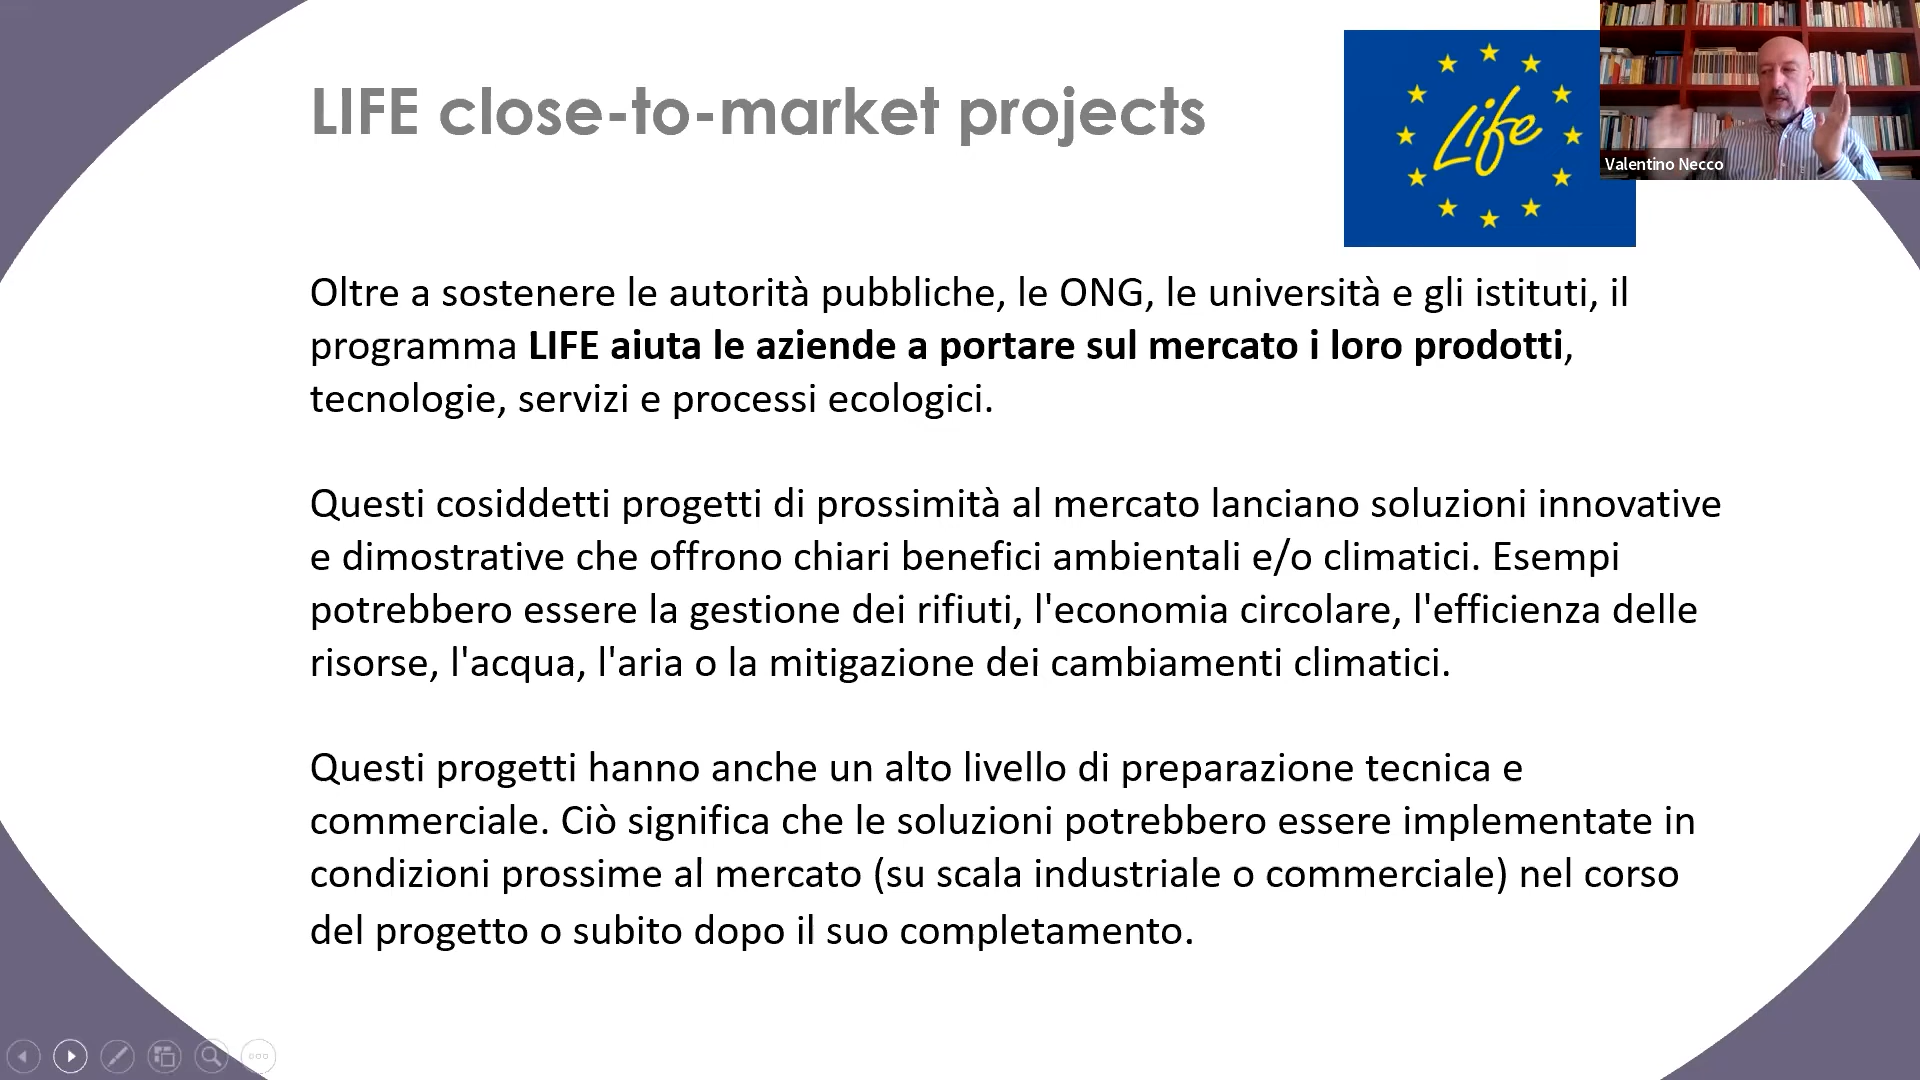 LIFE close-to-market projects
Life
Valentino Necco
Oltre a sostenere le autorità pubbliche, le ONG, le università e gli istituti, il
programma LIFE aiuta le aziende a portare sul mercato i loro prodotti,
tecnologie, servizi e processi ecologici.
Questi cosiddetti progetti di prossimità al mercato lanciano soluzioni innovative
e dimostrative che offrono chiari benefici ambientali e/o climatici. Esempi
potrebbero essere la gestione dei rifiuti, l'economia circolare, l'efficienza delle
risorse, l'acqua, l'aria o la mitigazione dei cambiamenti climatici.
Questi progetti hanno anche un alto livello di preparazione tecnica e
commerciale. Ciò significa che le soluzioni potrebbero essere implementate in
condizioni prossime al mercato (su scala industriale o commerciale) nel corso
del progetto o subito dopo il suo completamento.